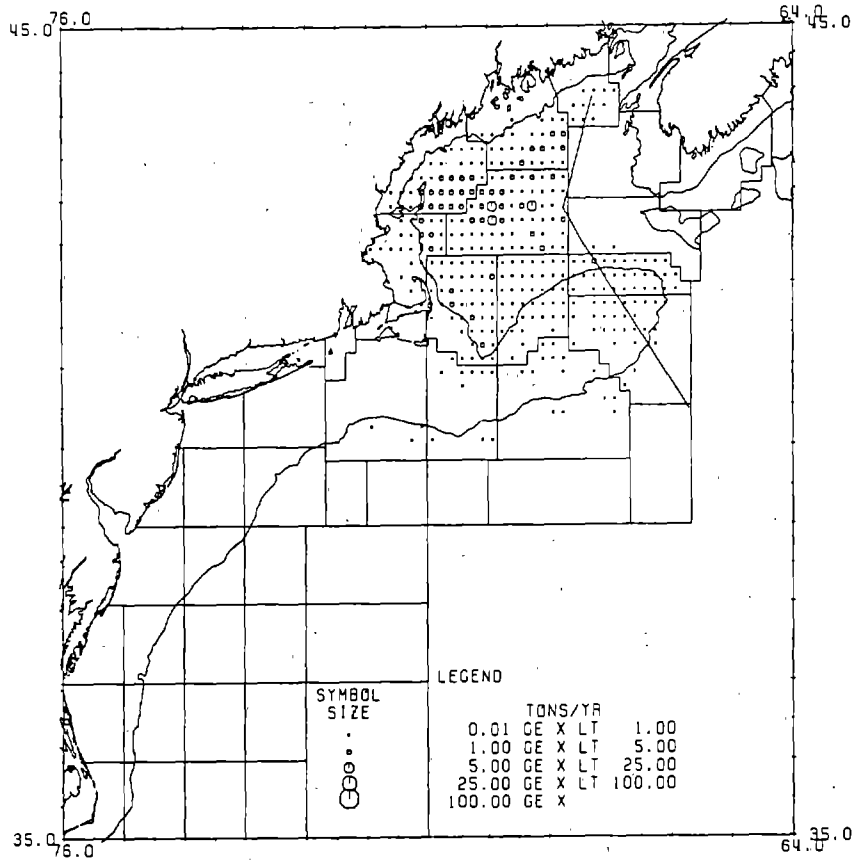 76.0
64.0
45.0
45.0
LEGEND
SYMBOL
SIZE
TONS/YR
0.01 GE X LT 1.00
1.00 GE X LT 5.00
5.00 GE X LT 25.00
25.00 GE X LT 100.00
100.00 GE X
35.0
35.0
76.0
64.0